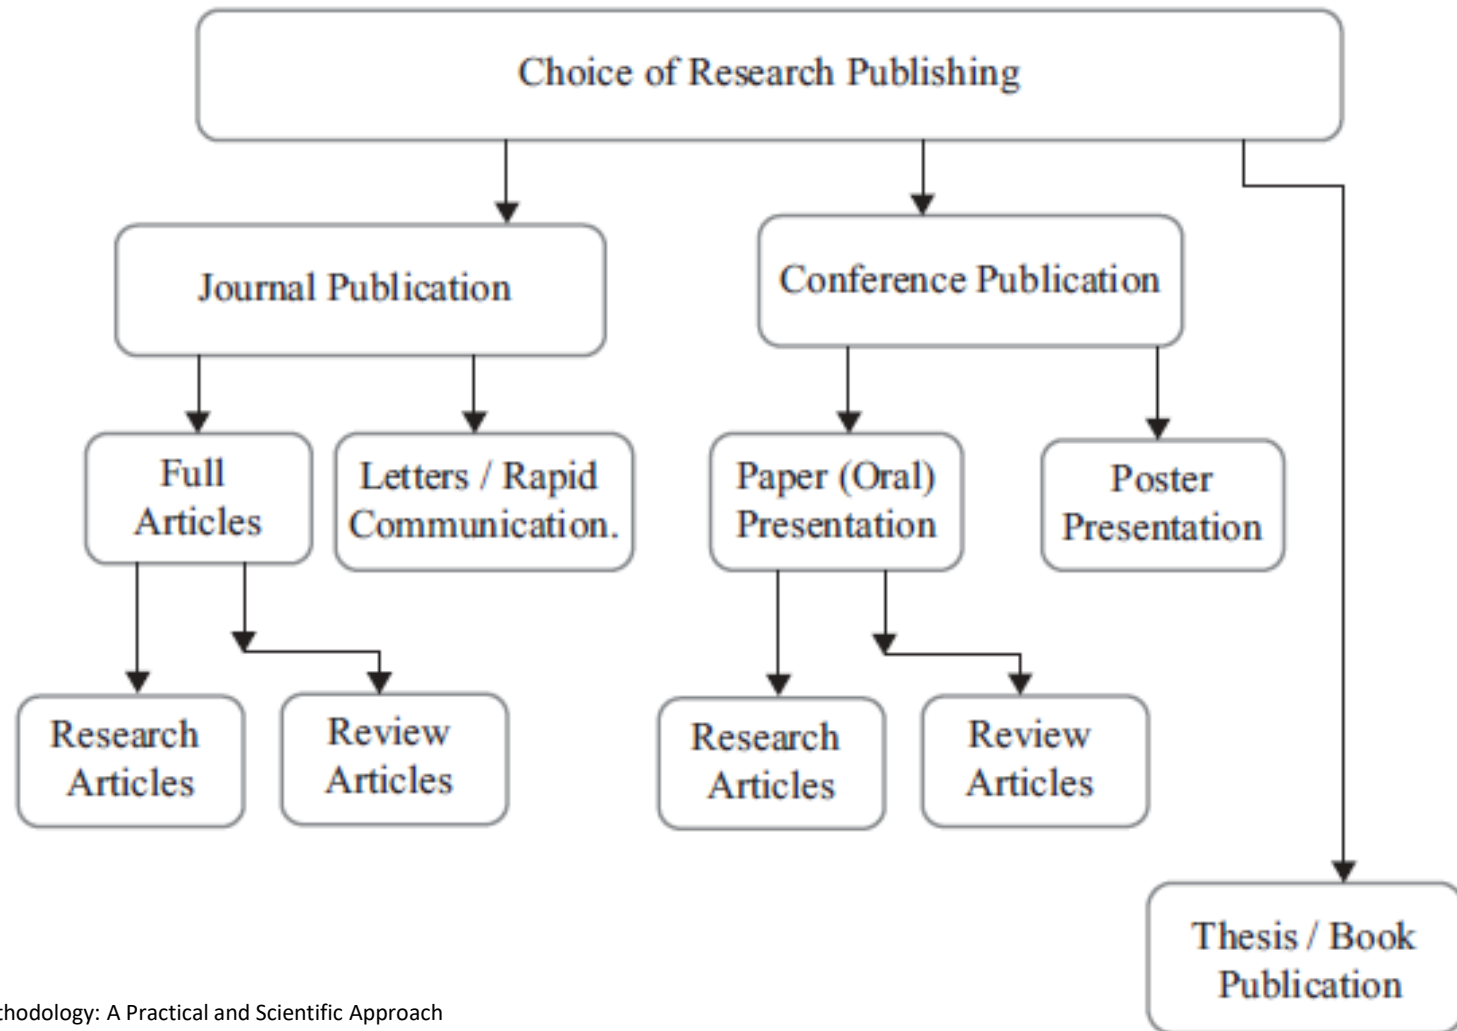 Choice of Research Publishing
Journal Publication
Conference Publication
Full
Articles
Letters / Rapid
Communication.
Paper (Oral)
Presentation
Poster
Presentation
Research
Articles
Review
Articles
Research
Articles
Review
Articles
Thesis / Book
Publication
thodology: A Practical and Scientific Approach